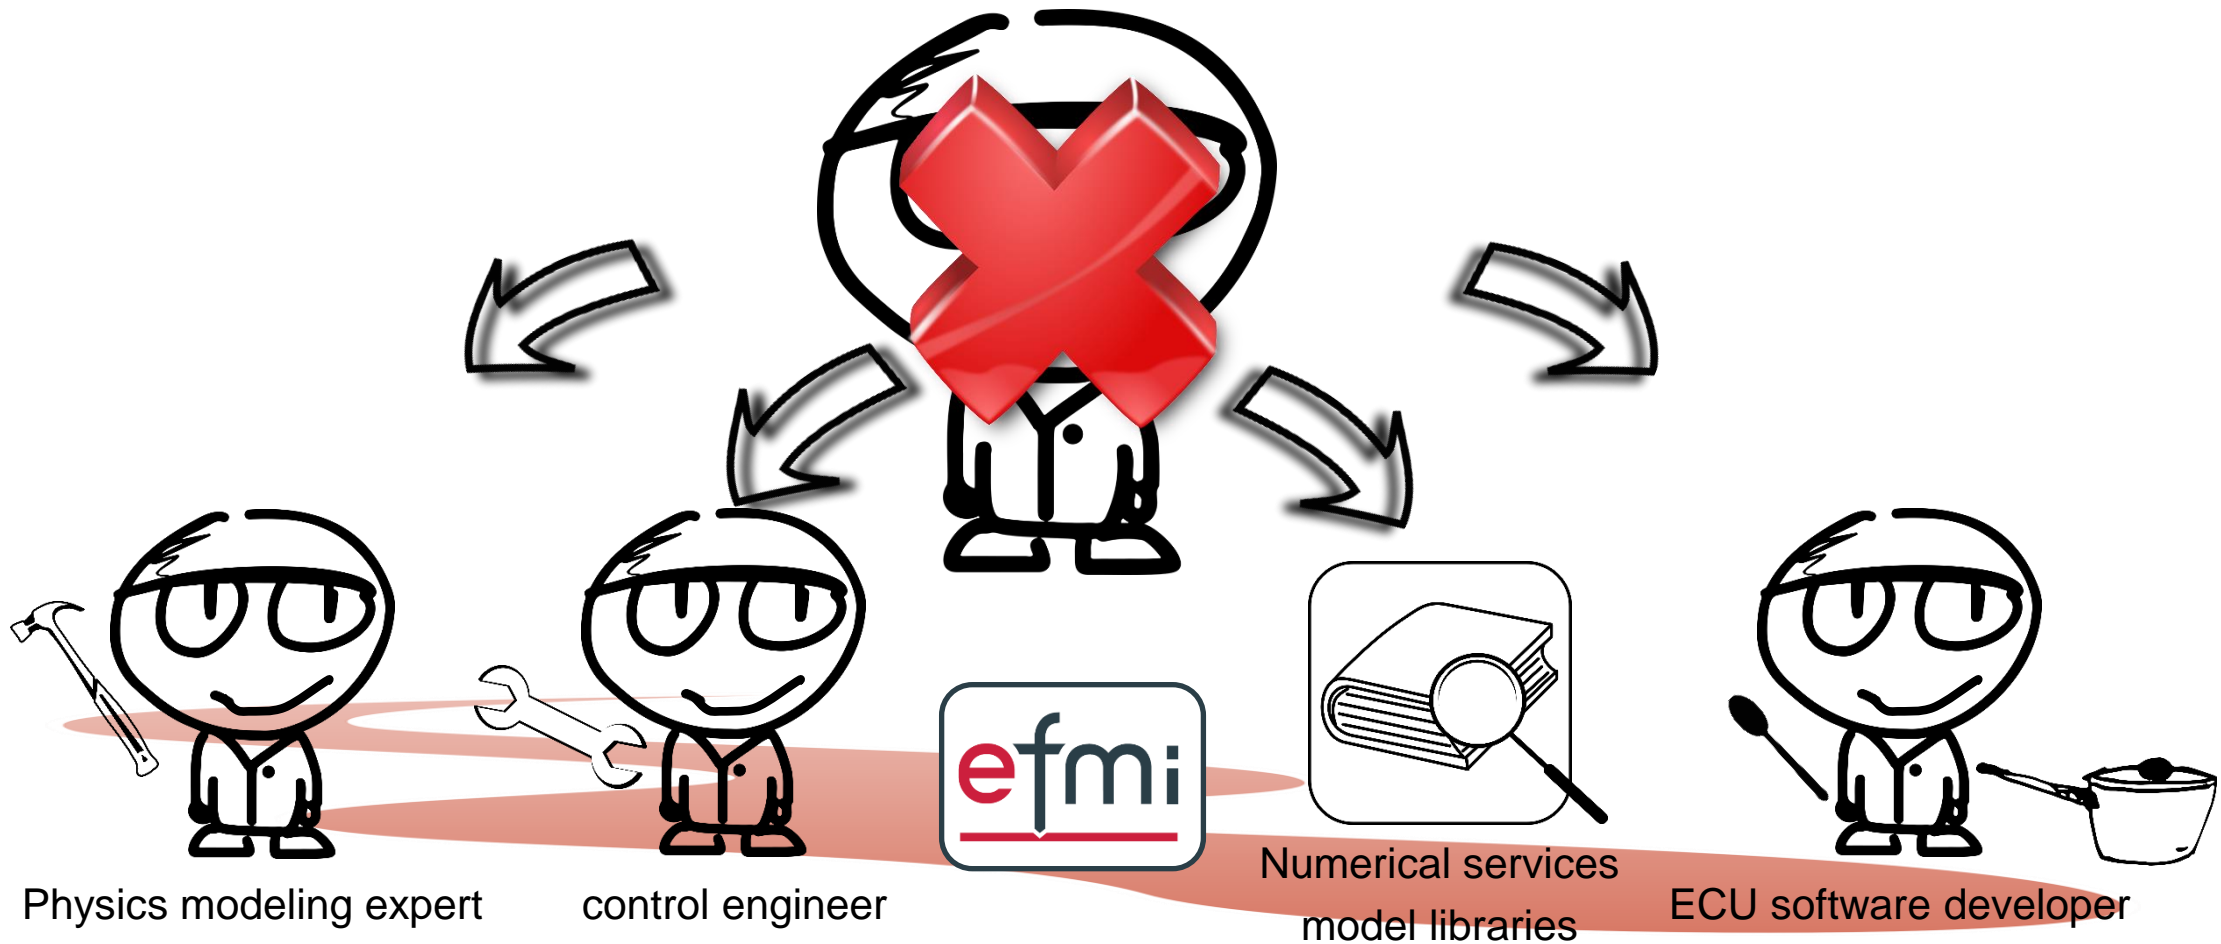 efmi
Physics modeling expert
control engineer
Numerical services
model libraries
ECU software developer